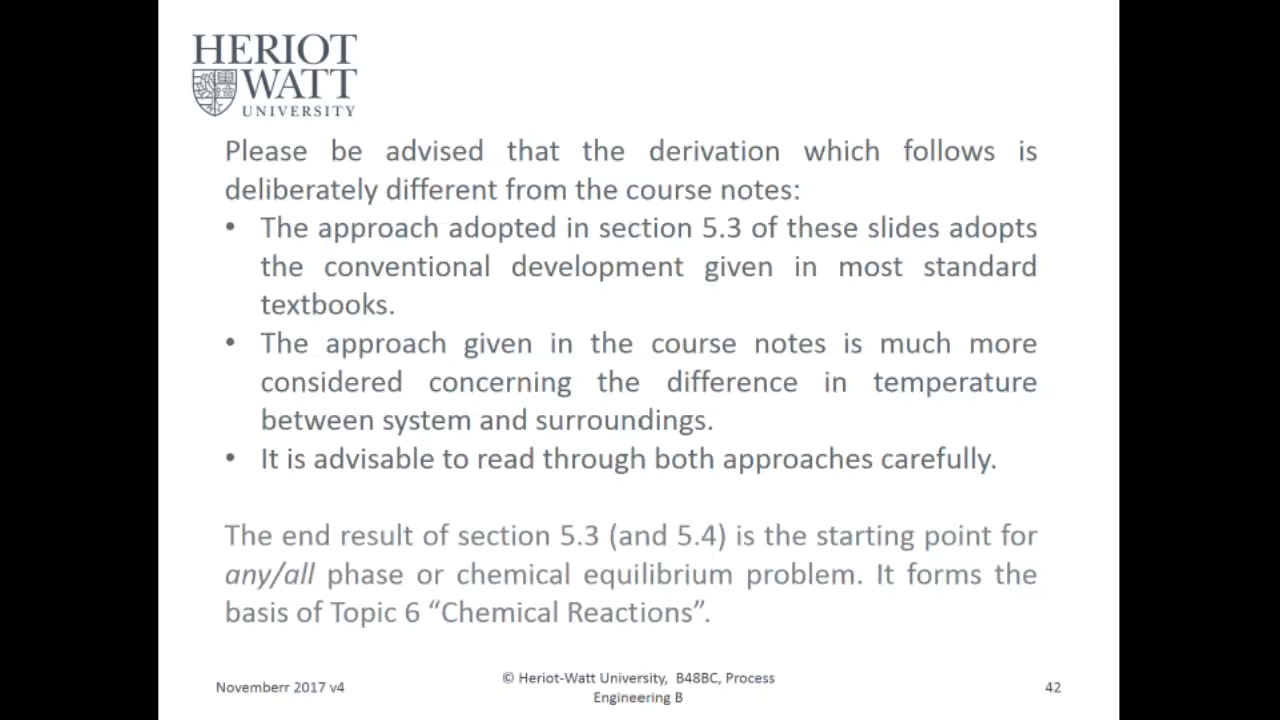 HERIOT
WATT
UNIVERSITY
Please be advised that the derivation which follows is
deliberately different from the course notes:
• The approach adopted in section 5.3 of these slides adopts
the conventional development given in most standard
textbooks.
• The approach given in the course notes is much more
considered concerning the difference in temperature
between system and surroundings.
• It is advisable to read through both approaches carefully.
The end result of section 5.3 (and 5.4) is the starting point for
any/all phase or chemical equilibrium problem. It forms the
basis of Topic 6 “Chemical Reactions”.
Novemberr 2017 v4
© Heriot-Watt University, B48BC, Process
Engineering B
42